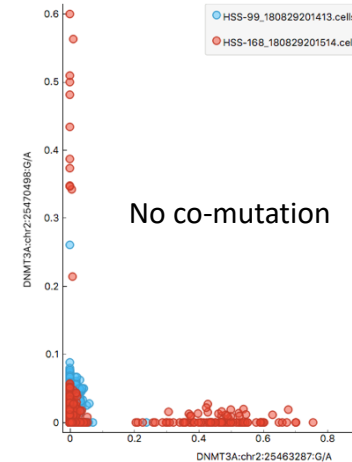 HSS-99_180829201413.cells
HSS-168_180829201514.cel
0.6
0.5
0.4
0.3
0.2
0.1
0
DNMT3A:chr2:25470498:G/A
No co-mutation
0 0.2 0.4 0.6 0.8
DNMT3A:chr2:25463287:G/A